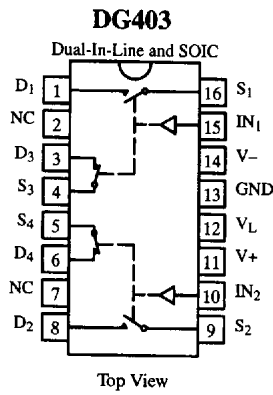 DG403
Dual-In-Line and SOIC
D1 1 16 S1
NC 2 15 IN1
D3 3 14 V–
S3 4 13 GND
S4 5 12 VL
D4 6 11 V+
NC 7 10 IN2
D2 8 9 S2
Top View